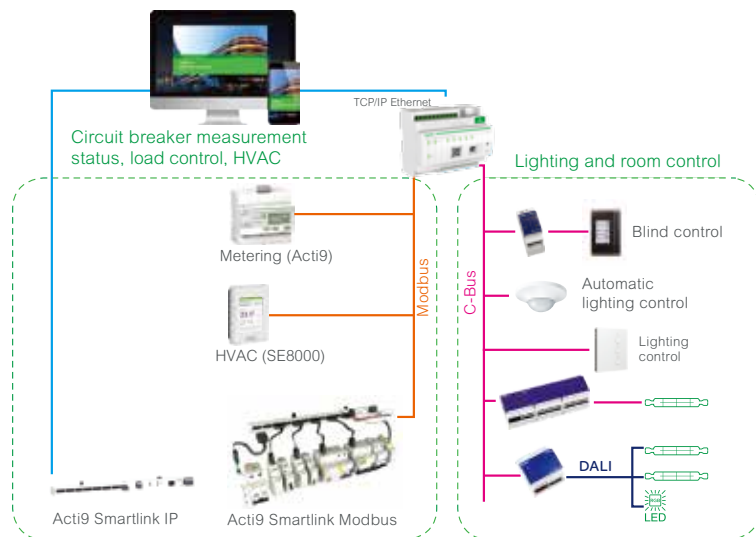 TCP/IP Ethernet
Circuit breaker measurement
status, load control, HVAC
Lighting and room control
Metering (Acti9)
Modbus
C-Bus
Blind control
Automatic
lighting control
HVAC (SE8000)
Lighting
control
DALI
RGB
LED
Acti9 Smartlink IP
Acti9 Smartlink Modbus